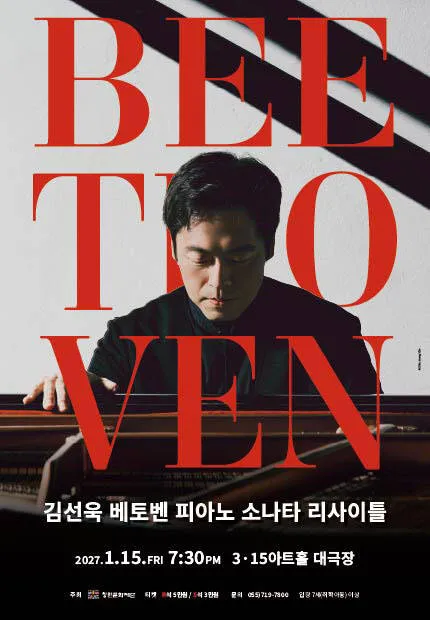 BEE
THO
VEN
김선욱 베토벤 피아노 소나타 리사이틀
2027.1.15.FRI 7:30PM 3·15아트홀 대극장
주최 창원문화재단 티켓 R석 5만원 / S석 3만원 문의 055)719-7800 입장 7세(취학아동) 이상